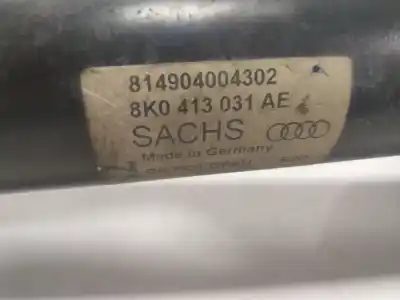 814904004302
8K0 413 031 AE
SACHS
Made in Germany